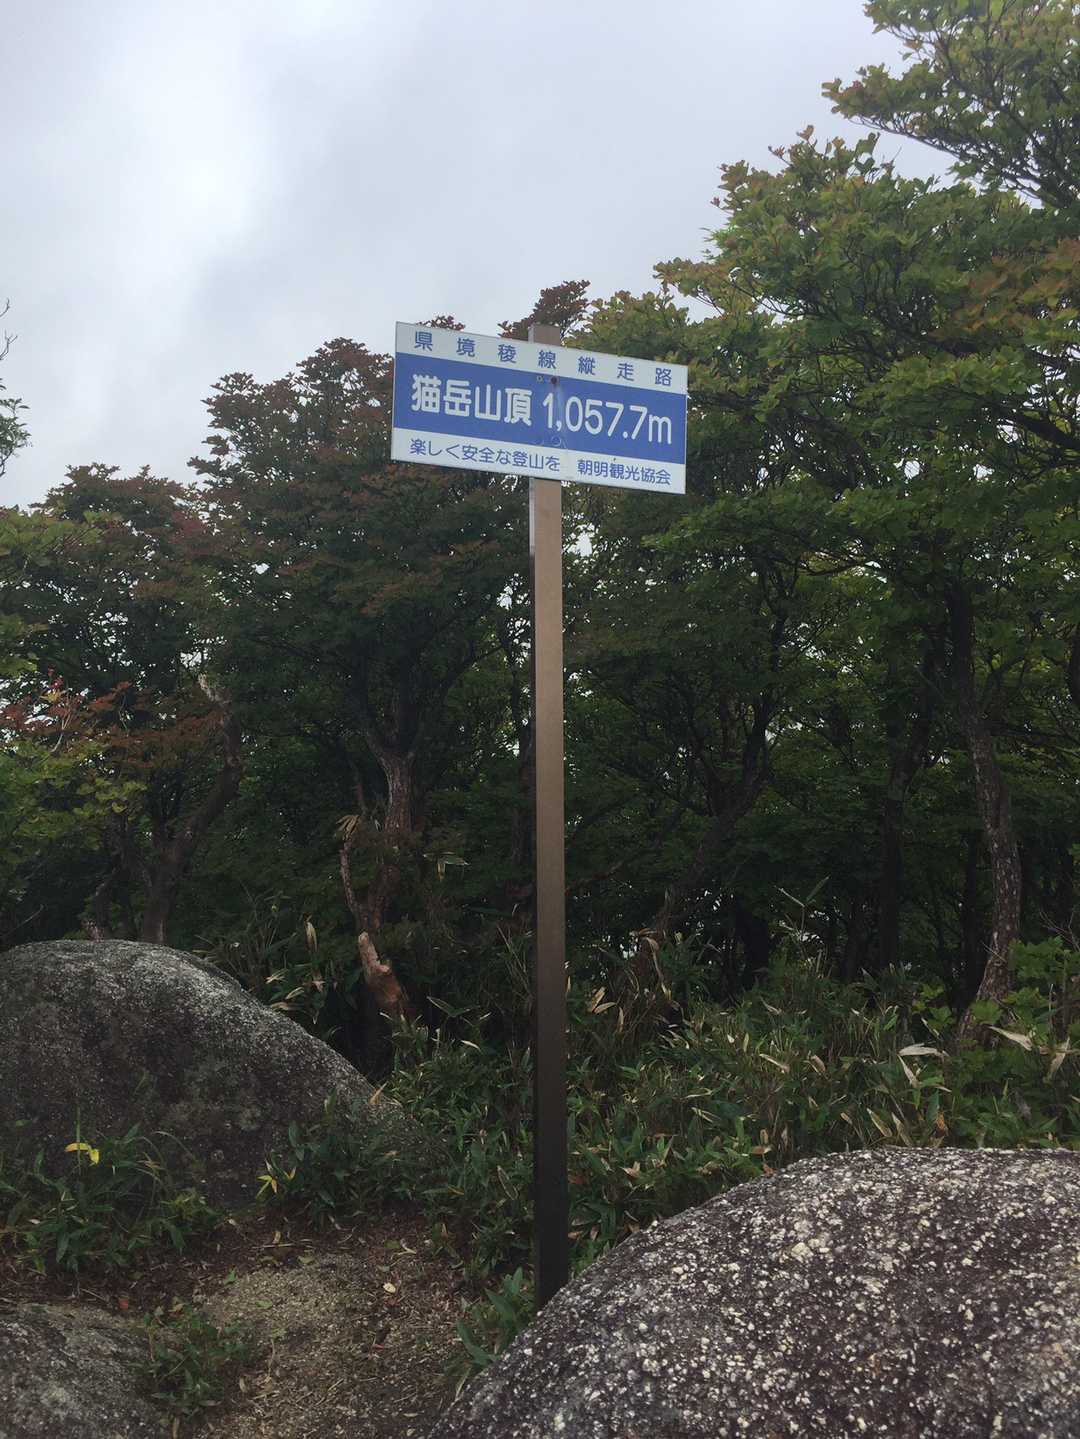 県境稜線縦走路
猫岳山頂 1,057.7m
楽しく安全な登山を 朝明観光協会